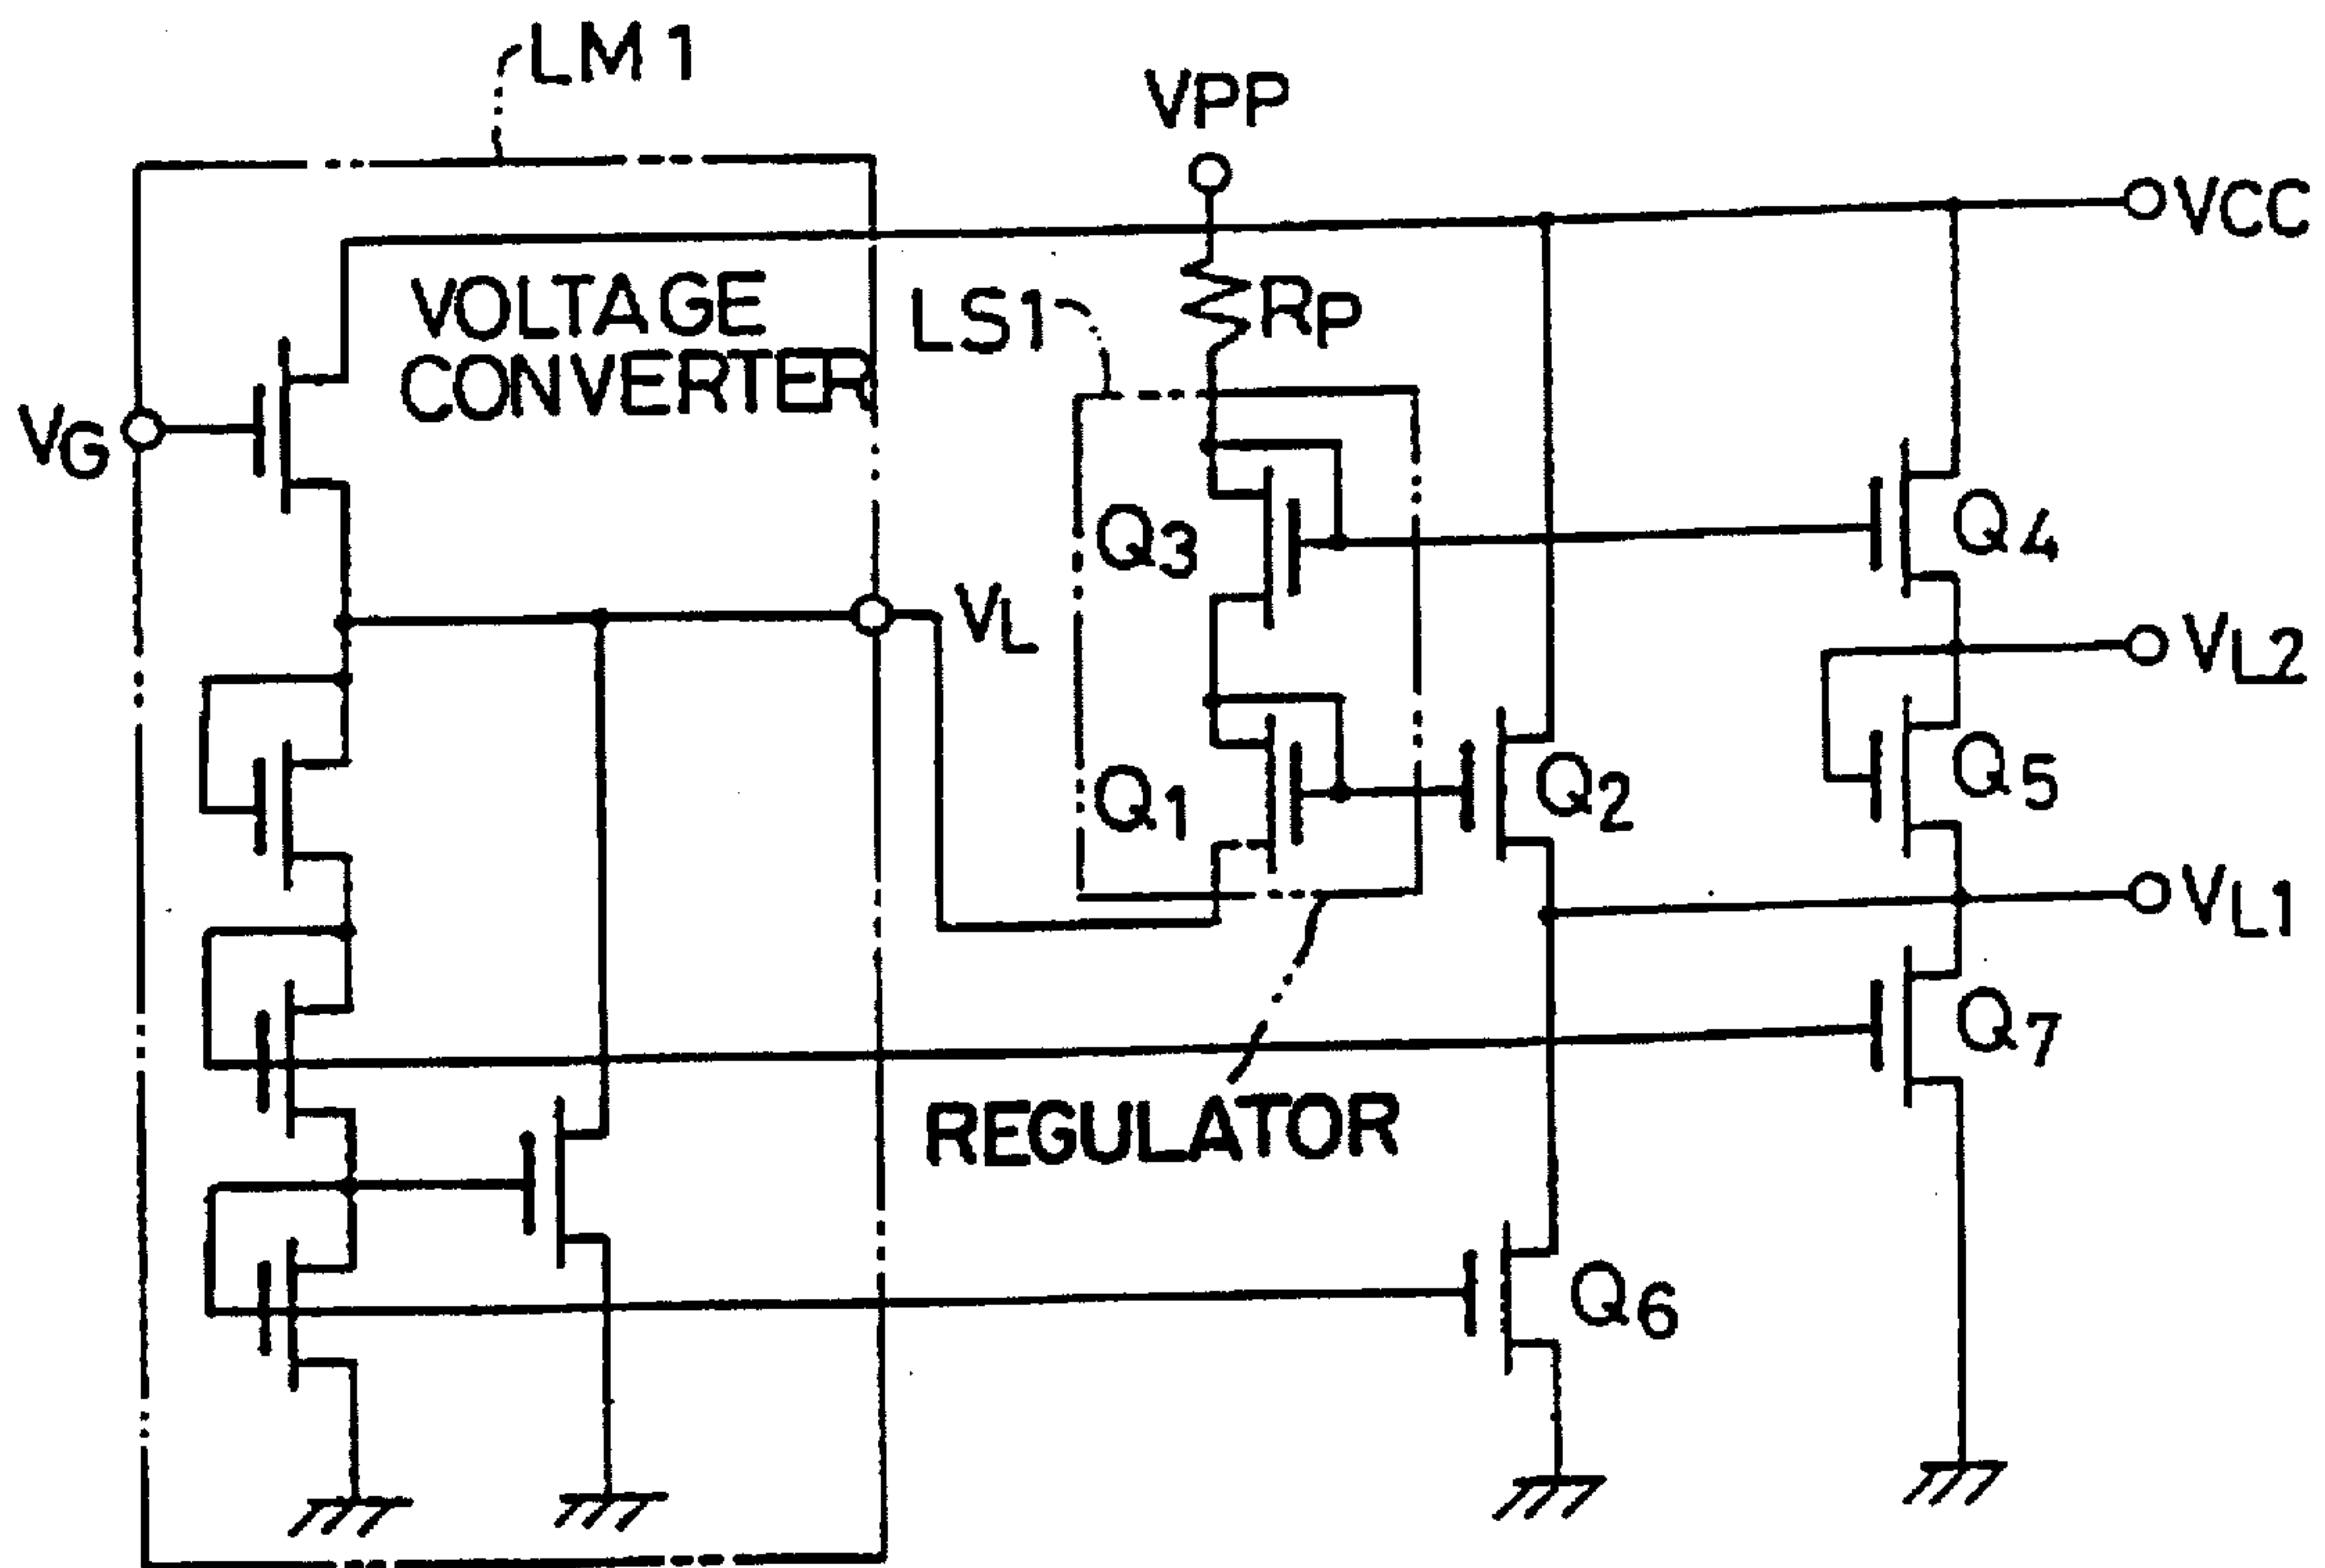 LM1
VPP
VCC
VOLTAGE
CONVERTER
LS1
RP
VG
Q3
Q4
VL
VL2
Q1
Q2
Q5
VL1
Q7
REGULATOR
Q6